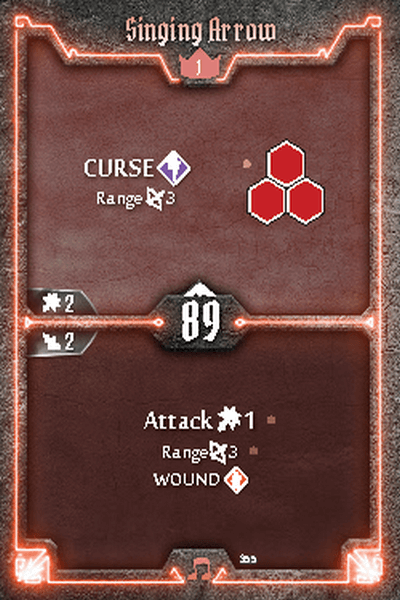 Singing Arrow
1
CURSE
Range 3
2
89
2
Attack 1
Range 3
WOUND